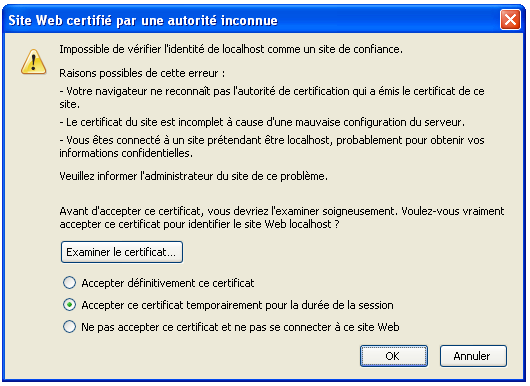 Site Web certifié par une autorité inconnue
Impossible de vérifier l'identité de localhost comme un site de confiance.
Raisons possibles de cette erreur :
- Votre navigateur ne reconnaît pas l'autorité de certification qui a émis le certificat de ce
site.
- Le certificat du site est incomplet à cause d'une mauvaise configuration du serveur.
- Vous êtes connecté à un site prétendant être localhost, probablement pour obtenir vos
informations confidentielles.
Veuillez informer l'administrateur du site de ce problème.
Avant d'accepter ce certificat, vous devriez l'examiner soigneusement. Voulez-vous vraiment
accepter ce certificat pour identifier le site Web localhost ?
Examiner le certificat...
Accepter définitivement ce certificat
Accepter ce certificat temporairement pour la durée de la session
Ne pas accepter ce certificat et ne pas se connecter à ce site Web
OK
Annuler